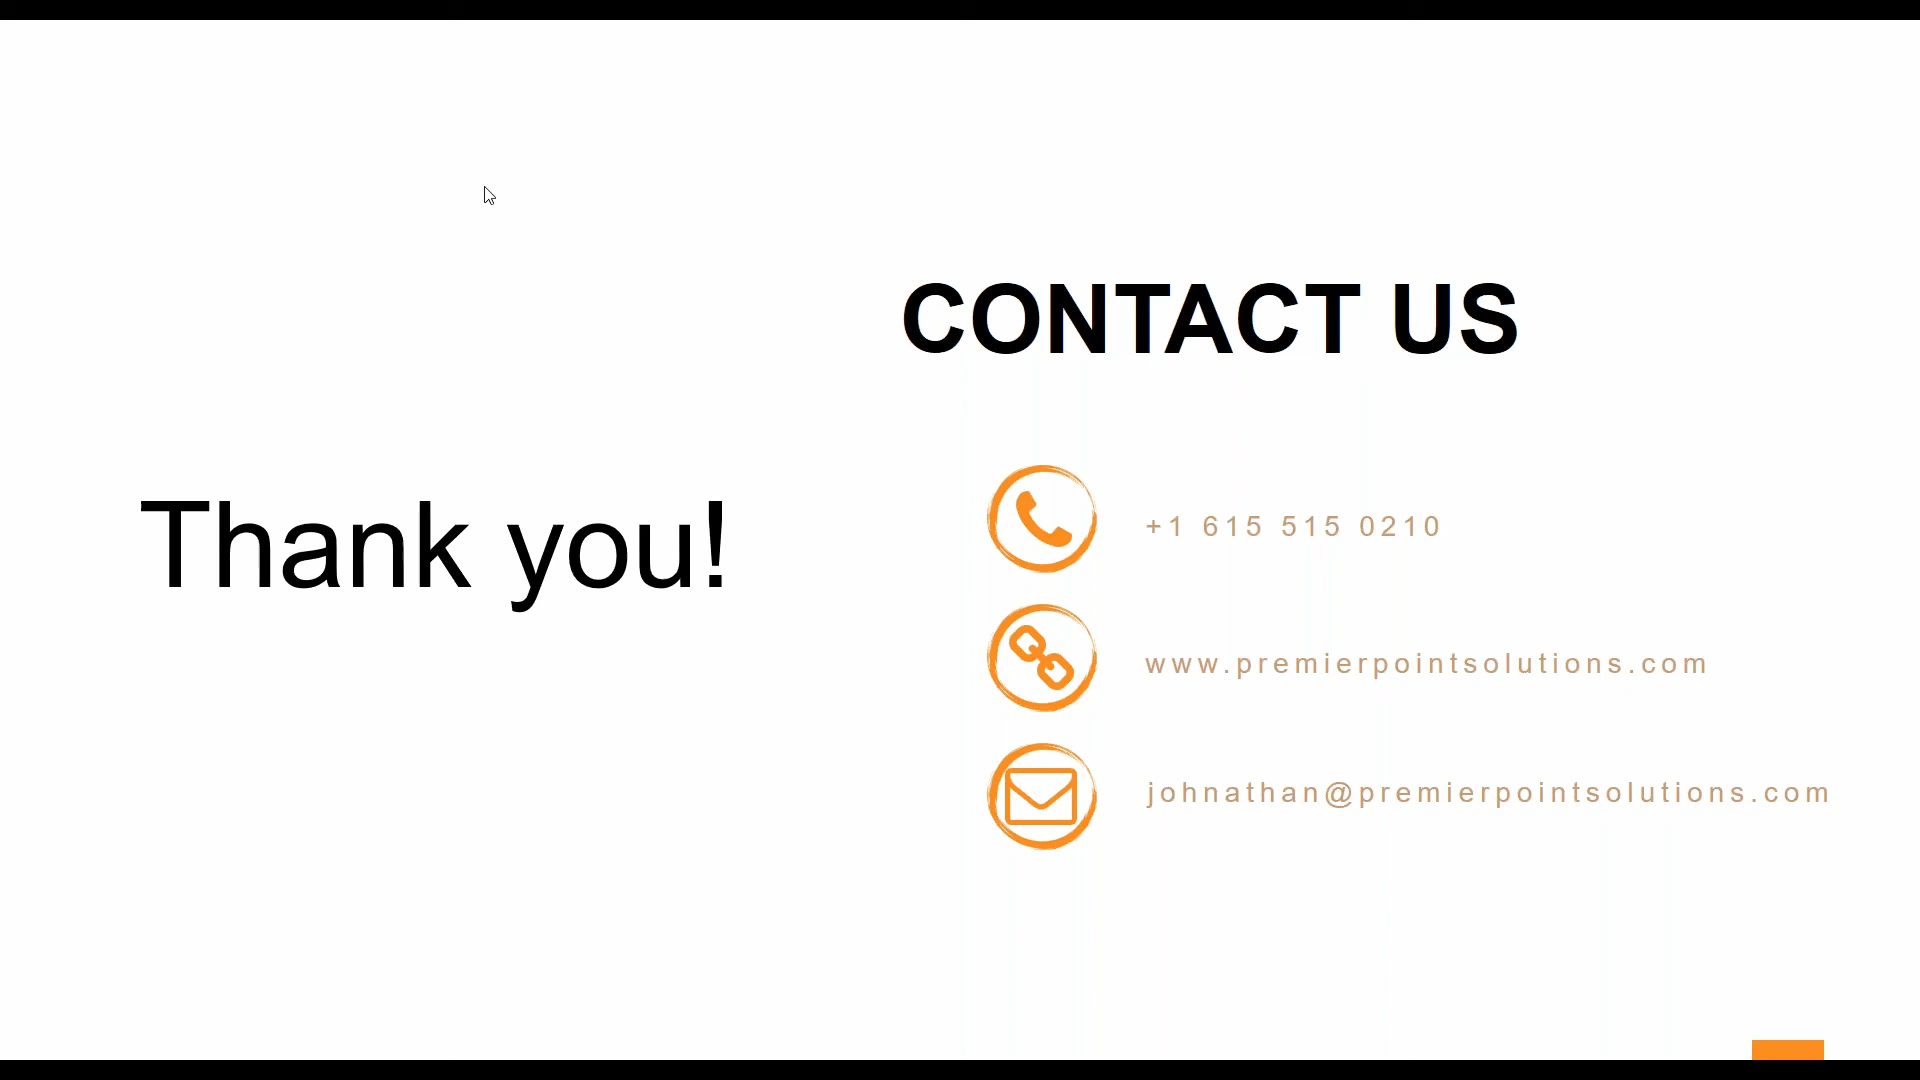 Thank you!
CONTACT US
+1 615 515 0210
www.premierpointsolutions.com
johnathan@premierpointsolutions.com